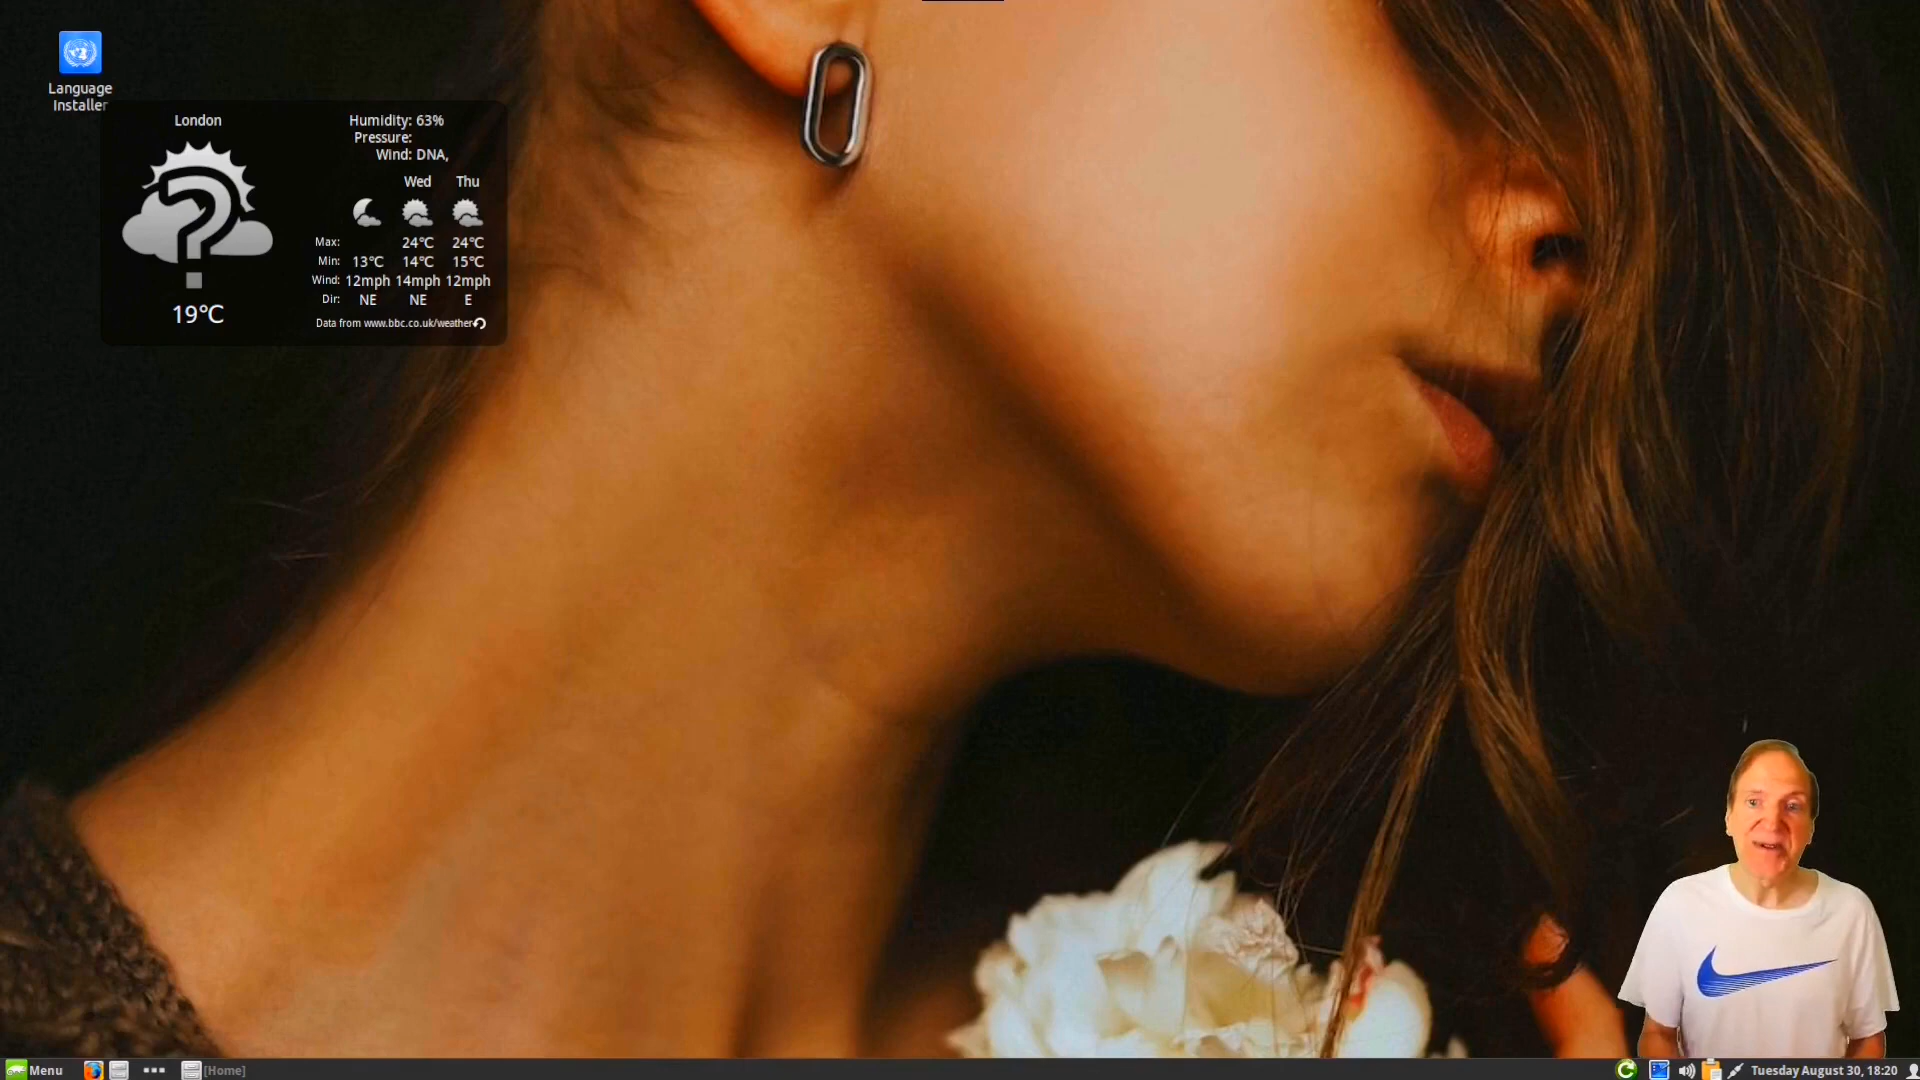 Language
Installer
London
19°C
Humidity: 63%
Pressure:
Wind: DNA,
Wed Thu
Max: 24°C 24°C
Min: 13°C 14°C 15°C
Wind: 12mph 14mph 12mph
Dir: NE NE E
Data from www.bbc.co.uk/weather
Menu [Home] Tuesday August 30, 18:20